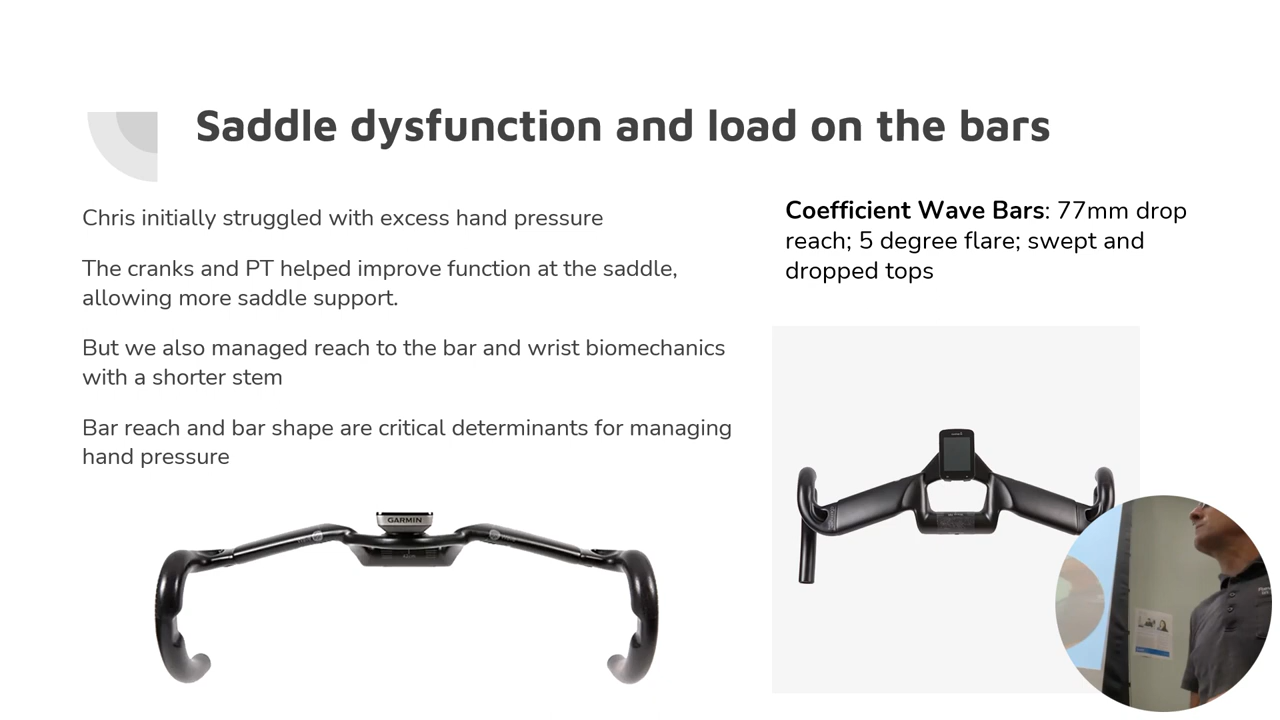 Saddle dysfunction and load on the bars
Chris initially struggled with excess hand pressure
The cranks and PT helped improve function at the saddle,
allowing more saddle support.
But we also managed reach to the bar and wrist biomechanics
with a shorter stem
Bar reach and bar shape are critical determinants for managing
hand pressure
Coefficient Wave Bars: 77mm drop
reach; 5 degree flare; swept and
dropped tops
GARMIN